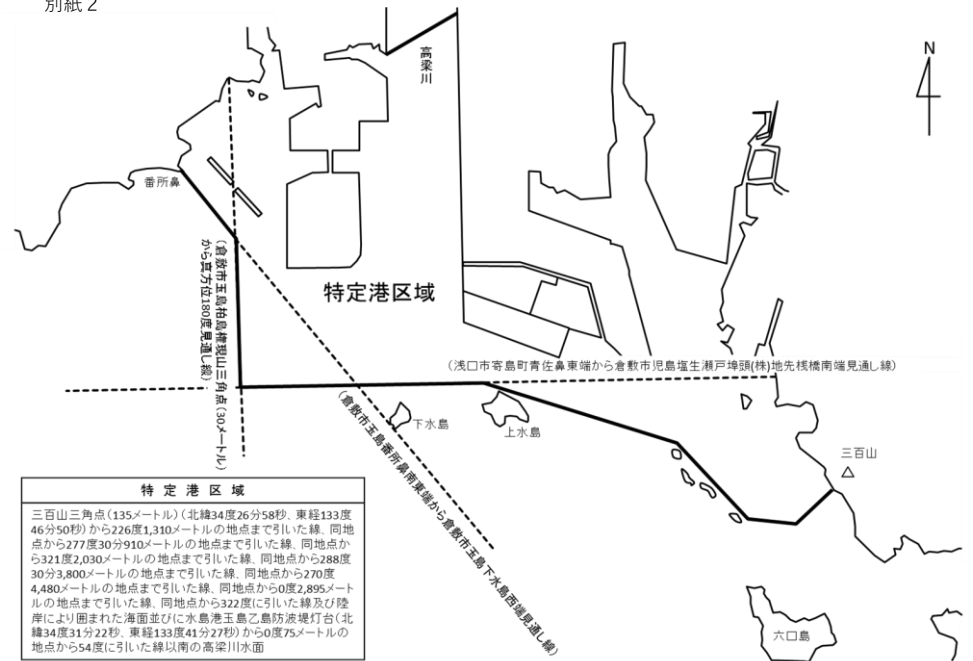 別紙２
高梁川
N
番所鼻
特定港区域
(倉敷市玉島柏島権現山三角点(30メートル)
から真方位180度見通し線)
(浅口市寄島町青佐鼻東端から倉敷市児島塩生瀬戸埠頭(株)地先桟橋南端見通し線)
(倉敷市玉島番所鼻南東端から倉敷市玉島下水島西端見通し線)
下水島
上水島
三百山
六口島
特定港区域
三百山三角点(135メートル)(北緯34度26分58秒、東経133度
46分50秒)から226度1,310メートルの地点まで引いた線、同地
点から277度30分910メートルの地点まで引いた線、同地点か
ら321度2,030メートルの地点まで引いた線、同地点から288度
30分3,800メートルの地点まで引いた線、同地点から270度
4,480メートルの地点まで引いた線、同地点から0度2,895メート
ルの地点まで引いた線、同地点から322度に引いた線及び陸
岸により囲まれた海面並びに水島港玉島乙島防波堤灯台(北
緯34度31分22秒、東経133度41分27秒)から0度75メートルの
地点から54度に引いた線以南の高梁川水面